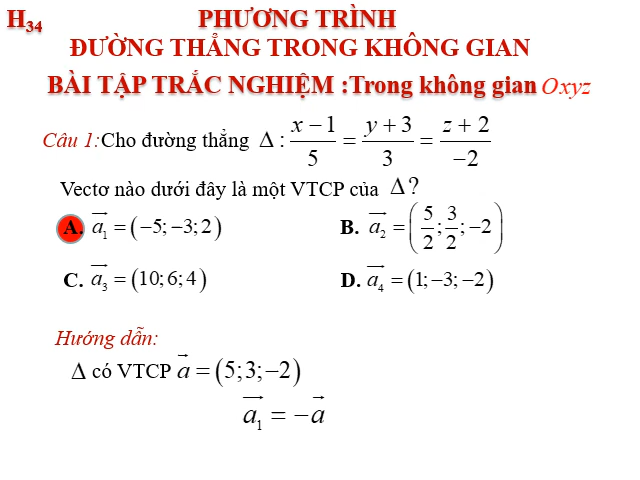 H₃₄ PHƯƠNG TRÌNH
ĐƯỜNG THẲNG TRONG KHÔNG GIAN
BÀI TẬP TRẮC NGHIỆM :Trong không gian Oxyz
Câu 1:Cho đường thẳng Δ : (x − 1)/5 = (y + 3)/3 = (z + 2)/−2
Vectơ nào dưới đây là một VTCP của Δ ?
A. a₁→ = (−5; −3; 2) B. a₂→ = (5/2; 3/2; −2)
C. a₃→ = (10; 6; 4) D. a₄→ = (1; −3; −2)
Hướng dẫn:
Δ có VTCP a→ = (5; 3; −2)
a₁→ = −a→